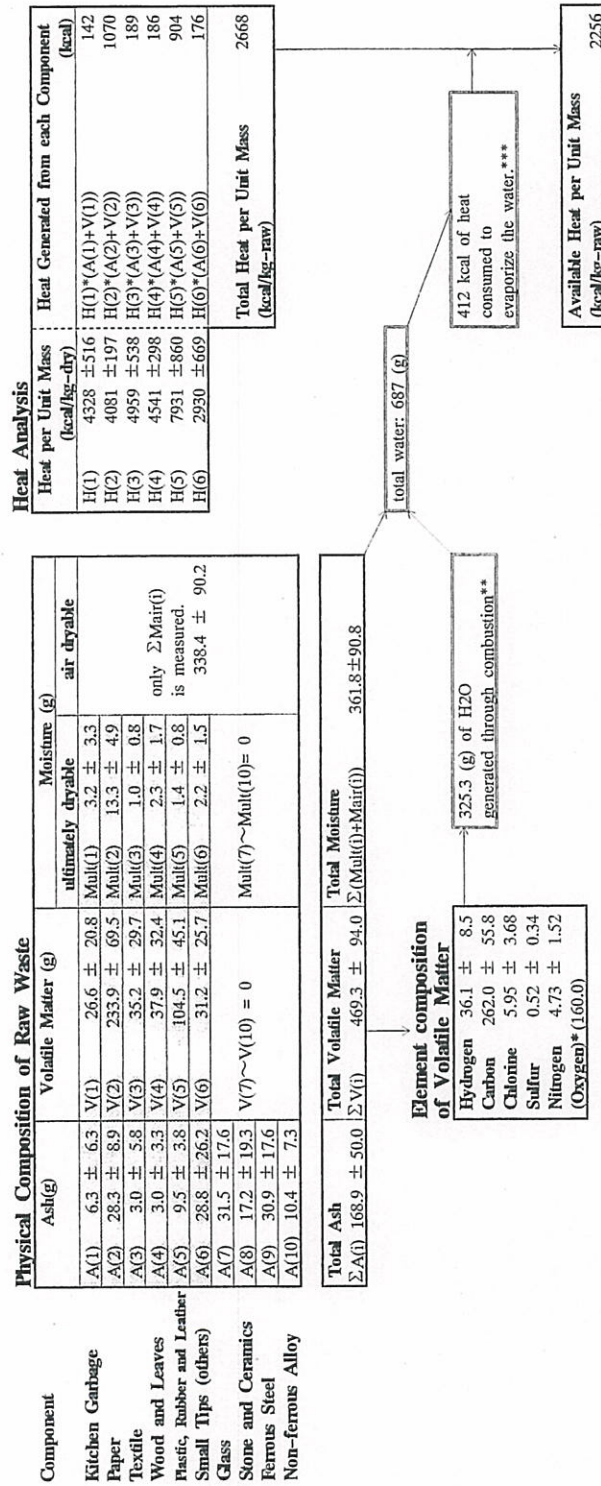 Physical Composition of Raw Waste
Component
Ash(g)
Volatile Matter (g)
Moisture (g)
ultimately dryable
air dryable
Kitchen Garbage A(1) 6.3 ± 6.3 V(1) 26.6 ± 20.8 Mult(1) 3.2 ± 3.3
Paper A(2) 28.3 ± 8.9 V(2) 233.9 ± 69.5 Mult(2) 13.3 ± 4.9
Textile A(3) 3.0 ± 5.8 V(3) 35.2 ± 29.7 Mult(3) 1.0 ± 0.8
Wood and Leaves A(4) 3.0 ± 3.3 V(4) 37.9 ± 32.4 Mult(4) 2.3 ± 1.7
Plastic, Rubber and Leather A(5) 9.5 ± 3.8 V(5) 104.5 ± 45.1 Mult(5) 1.4 ± 0.8
Small Tips (others) A(6) 28.8 ± 26.2 V(6) 31.2 ± 25.7 Mult(6) 2.2 ± 1.5
only ΣMair(i)
is measured.
338.4 ± 90.2
Glass A(7) 31.5 ± 17.6
Stone and Ceramics A(8) 17.2 ± 19.3
Ferrous Steel A(9) 30.9 ± 17.6
Non-ferrous Alloy A(10) 10.4 ± 7.3
V(7)~V(10) = 0
Mult(7)~Mult(10)= 0
Total Ash
ΣA(i) 168.9 ± 50.0
Total Volatile Matter
ΣV(i) 469.3 ± 94.0
Total Moisture
Σ(Mult(i)+Mair(i)) 361.8±90.8
Element composition
of Volatile Matter
Hydrogen 36.1 ± 8.5
Carbon 262.0 ± 55.8
Chlorine 5.95 ± 3.68
Sulfur 0.52 ± 0.34
Nitrogen 4.73 ± 1.52
(Oxygen)*(160.0)
325.3 (g) of H2O
generated through combustion**
total water: 687 (g)
412 kcal of heat
consumed to
evaporize the water.***
Heat Analysis
Heat per Unit Mass
(kcal/kg-dry)
Heat Generated from each Component
(kcal)
H(1) 4328 ±516 H(1)*(A(1)+V(1)) 142
H(2) 4081 ±197 H(2)*(A(2)+V(2)) 1070
H(3) 4959 ±538 H(3)*(A(3)+V(3)) 189
H(4) 4541 ±298 H(4)*(A(4)+V(4)) 186
H(5) 7931 ±860 H(5)*(A(5)+V(5)) 904
H(6) 2930 ±669 H(6)*(A(6)+V(6)) 176
Total Heat per Unit Mass
(kcal/kg-raw) 2668
Available Heat per Unit Mass
(kcal/kg-raw) 2256